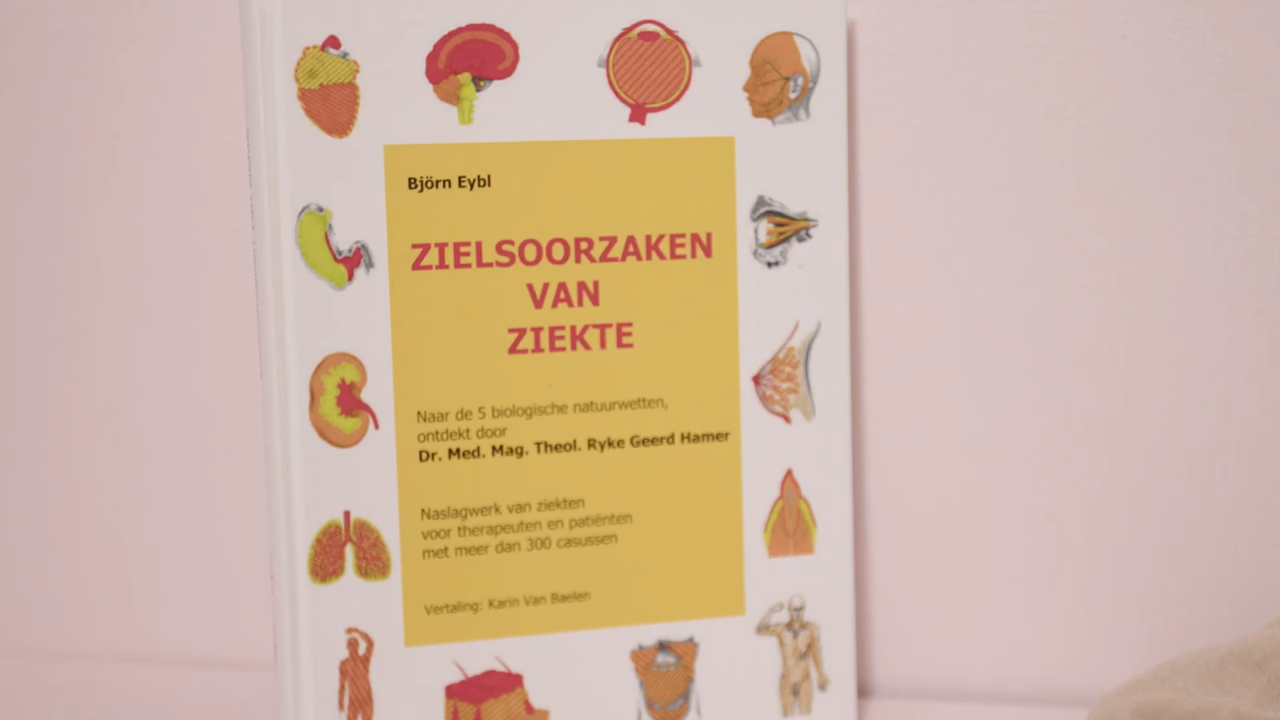 Björn Eybl
ZIELSOORZAKEN
VAN
ZIEKTE
Naar de 5 biologische natuurwetten,
ontdekt door
Dr. Med. Mag. Theol. Ryke Geerd Hamer
Naslagwerk van ziekten
voor therapeuten en patiënten
met meer dan 300 casussen
Vertaling: Karin Van Baelen